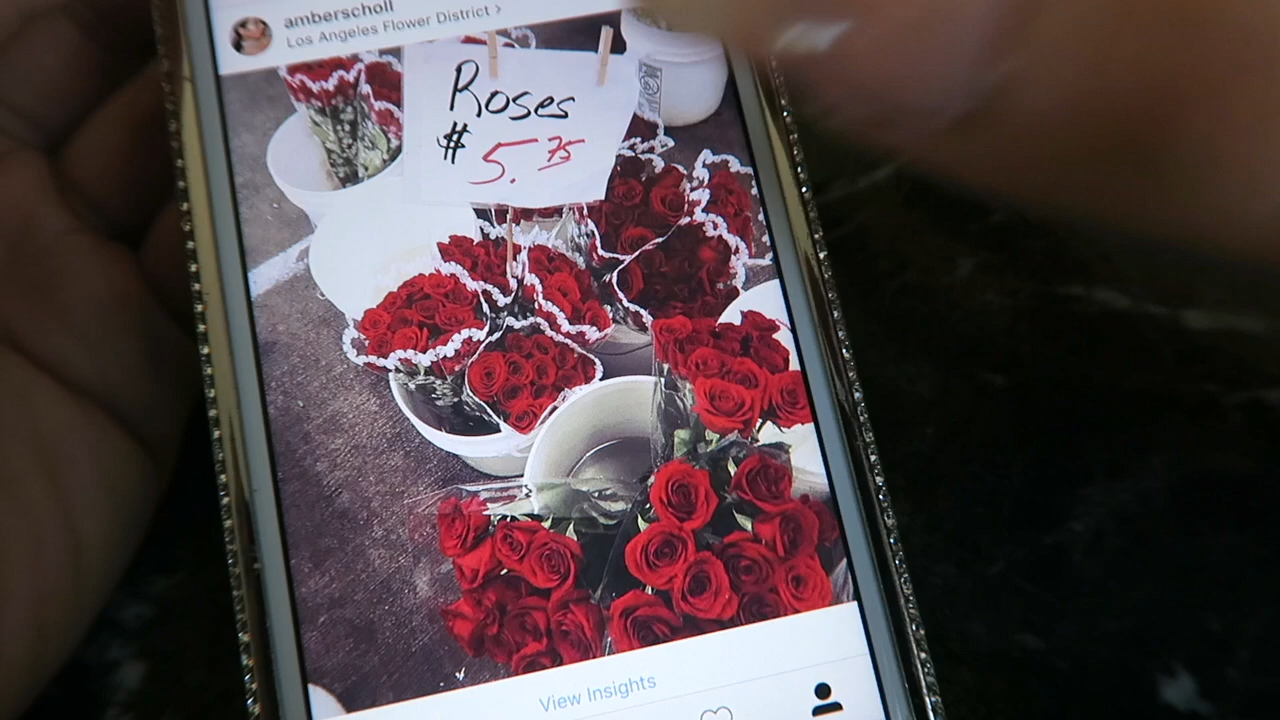 amberscholl
Los Angeles Flower District >
Roses
$ 5.75
View Insights